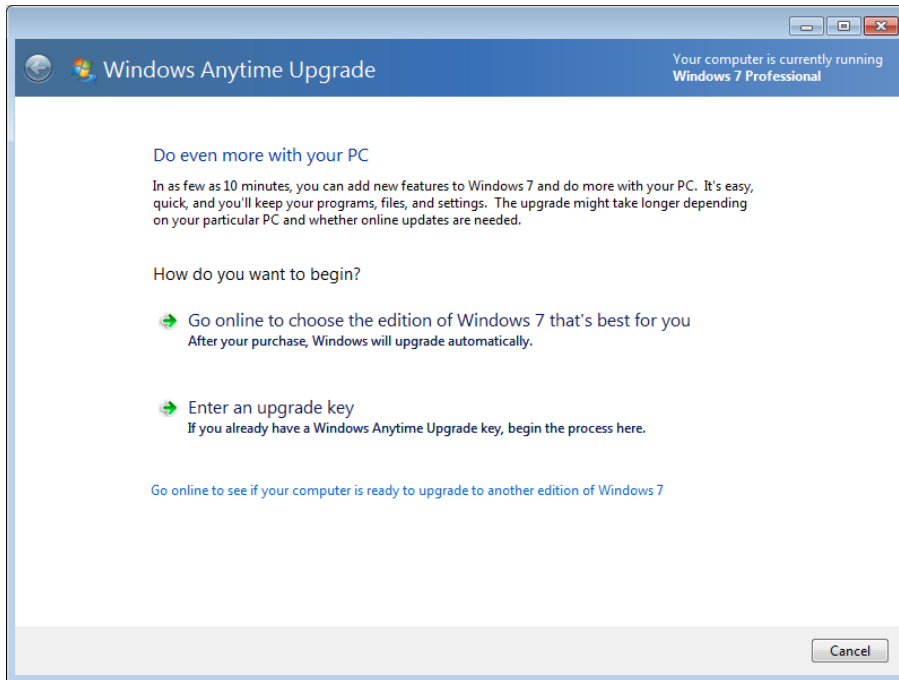 Windows Anytime Upgrade
Your computer is currently running
Windows 7 Professional
Do even more with your PC
In as few as 10 minutes, you can add new features to Windows 7 and do more with your PC.  It's easy,
quick, and you'll keep your programs, files, and settings.  The upgrade might take longer depending
on your particular PC and whether online updates are needed.
How do you want to begin?
Go online to choose the edition of Windows 7 that's best for you
After your purchase, Windows will upgrade automatically.
Enter an upgrade key
If you already have a Windows Anytime Upgrade key, begin the process here.
Go online to see if your computer is ready to upgrade to another edition of Windows 7
Cancel